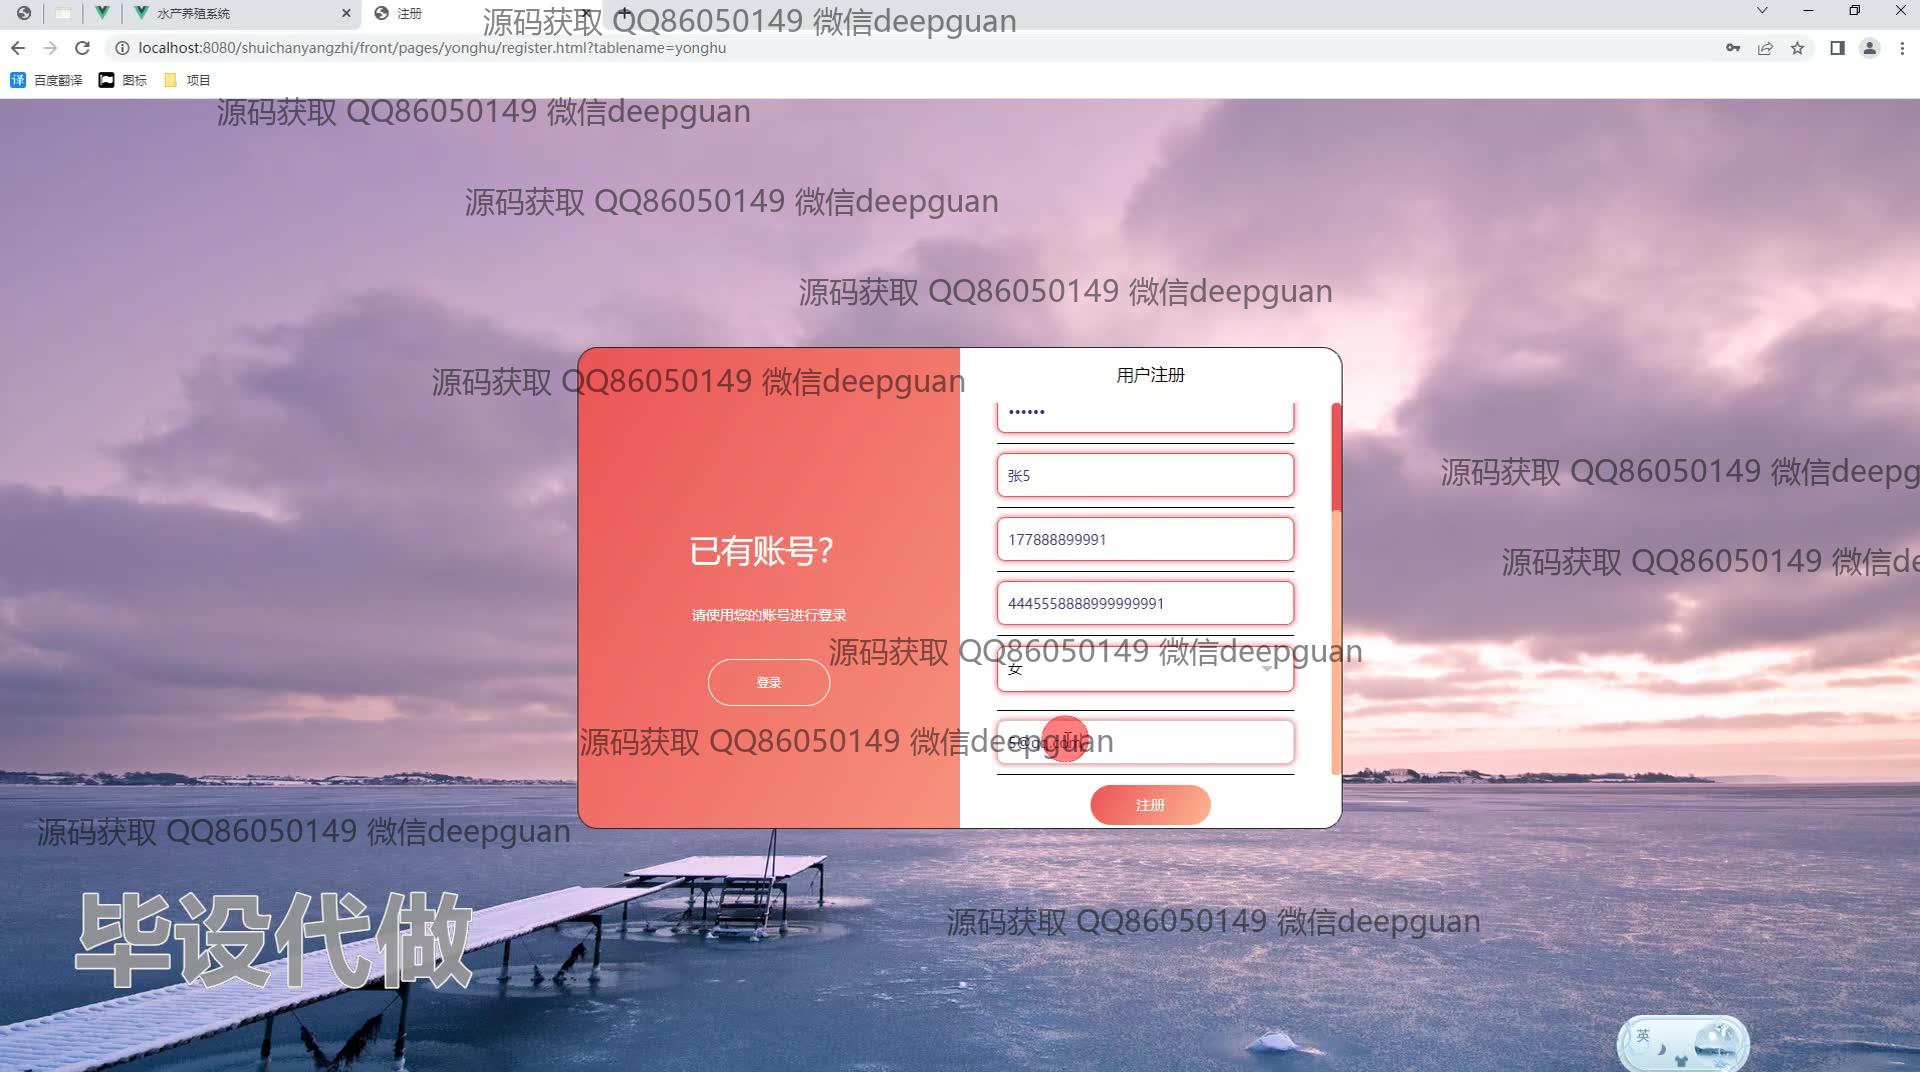 水产养殖系统
注册
源码获取 QQ86050149 微信deepguan
localhost:8080/shuichanyangzhi/front/pages/yonghu/register.html?tablename=yonghu
译 百度翻译 图标 项目
源码获取 QQ86050149 微信deepguan
源码获取 QQ86050149 微信deepguan
源码获取 QQ86050149 微信deepguan
源码获取 QQ86050149 微信deepguan
用户注册
••••••
张5
源码获取 QQ86050149 微信deepg
177888899991
已有账号?
源码获取 QQ86050149 微信de
4445558888999999991
请使用您的账号进行登录
源码获取 QQ86050149 微信deepguan
女
登录
源码获取 QQ86050149 微信deepguan
5@qq.com
注册
源码获取 QQ86050149 微信deepguan
源码获取 QQ86050149 微信deepguan
毕设代做
英